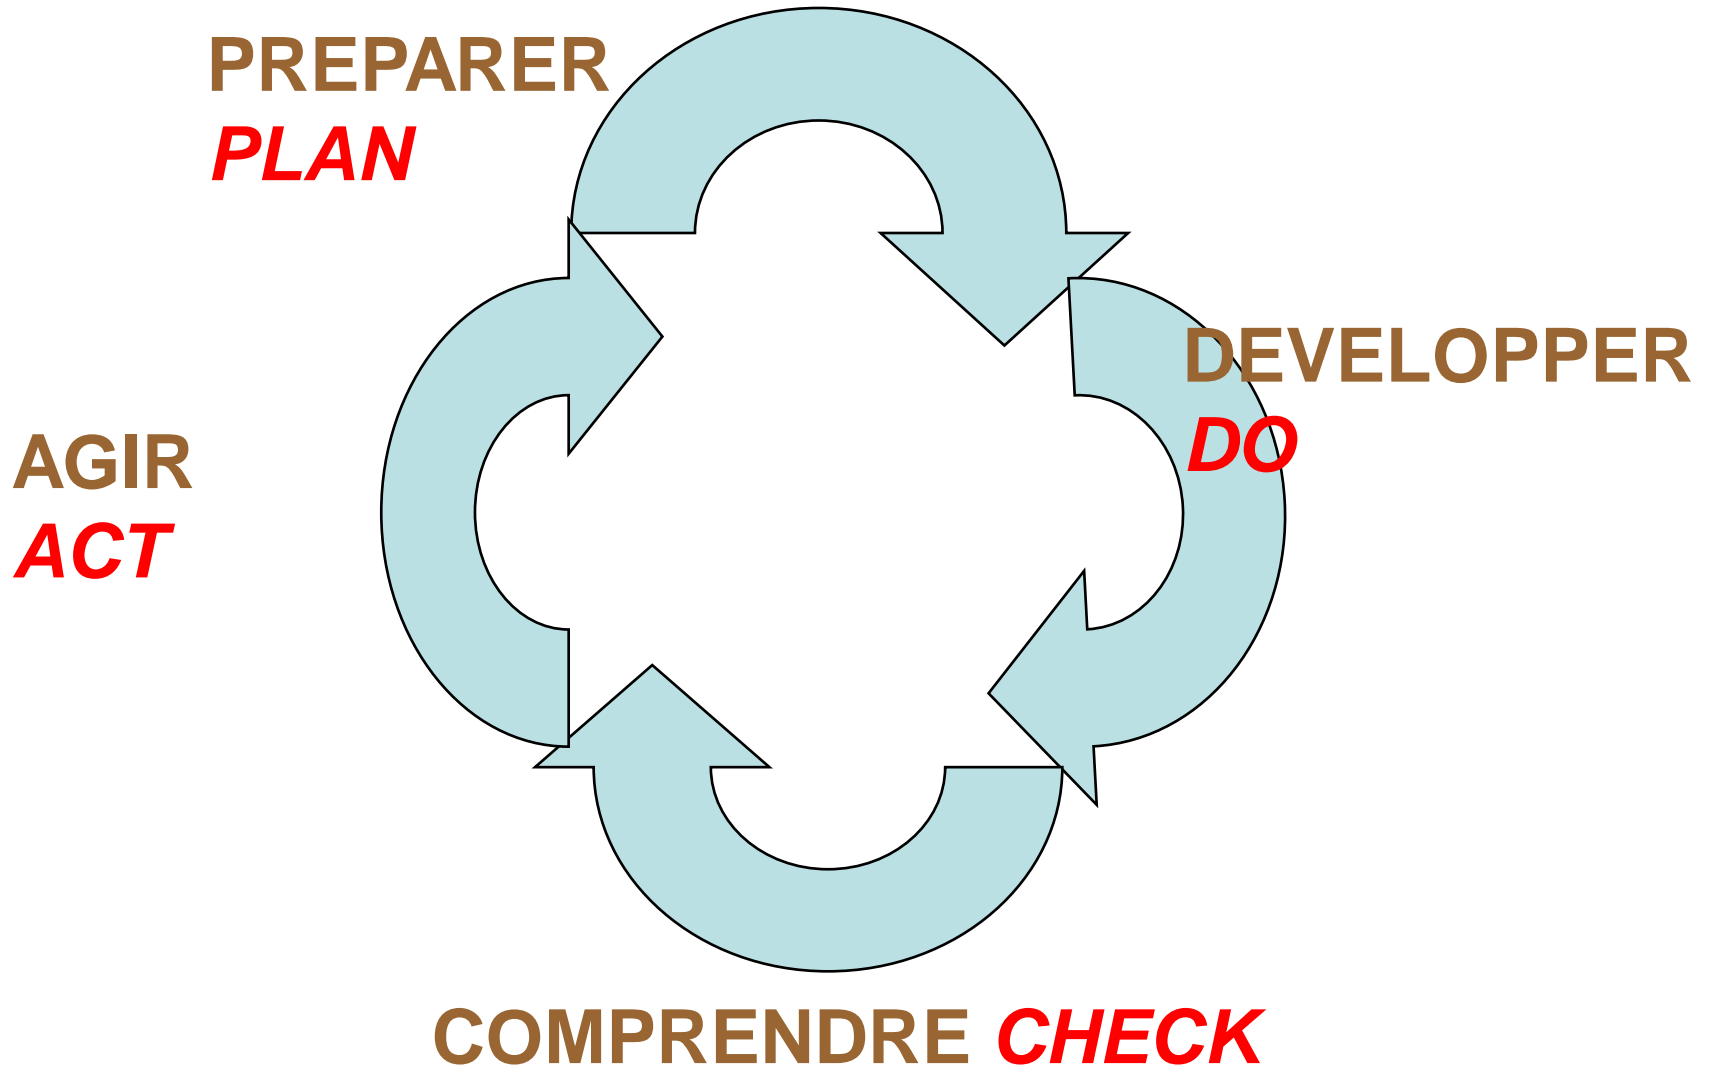 PREPARER
PLAN
DEVELOPPER
DO
AGIR
ACT
COMPRENDRE CHECK